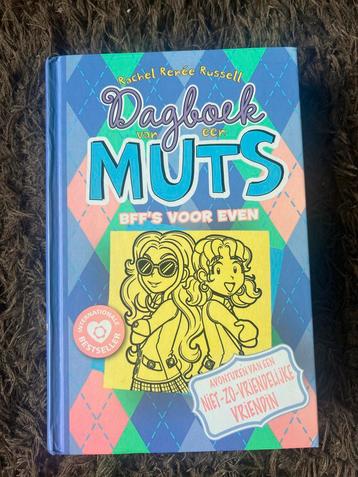 Rachel Renée Russell
Dagboek
van een
MUTS
BFF'S VOOR EVEN
INTERNATIONALE
BESTSELLER
AVONTUREN VAN EEN
NIET-ZO-VRIENDELIJKE
VRIENDIN